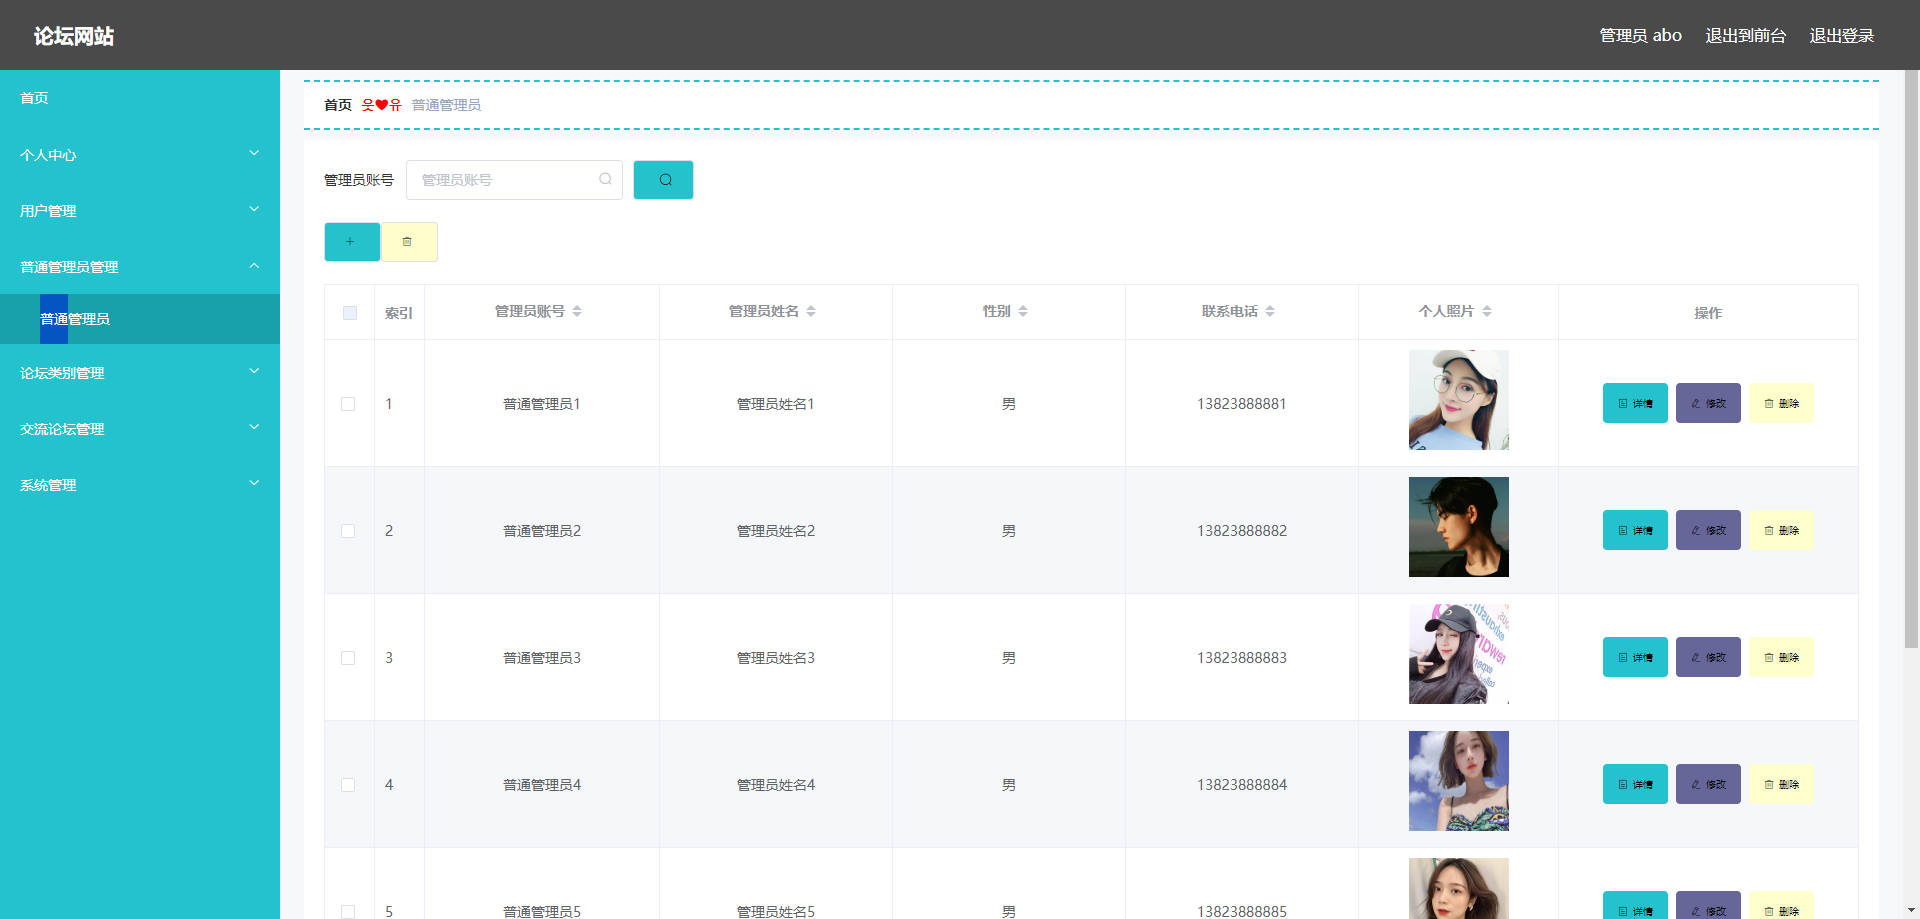 论坛网站
管理员 abo 退出到前台 退出登录
首页
个人中心
用户管理
普通管理员管理
普通管理员
论坛类别管理
交流论坛管理
系统管理
首页 웃❤유 普通管理员
管理员账号 管理员账号
索引 管理员账号 管理员姓名 性别 联系电话 个人照片 操作
1 普通管理员1 管理员姓名1 男 13823888881 详情 修改 删除
2 普通管理员2 管理员姓名2 男 13823888882 详情 修改 删除
3 普通管理员3 管理员姓名3 男 13823888883 详情 修改 删除
4 普通管理员4 管理员姓名4 男 13823888884 详情 修改 删除
5 普通管理员5 管理员姓名5 男 13823888885 详情 修改 删除